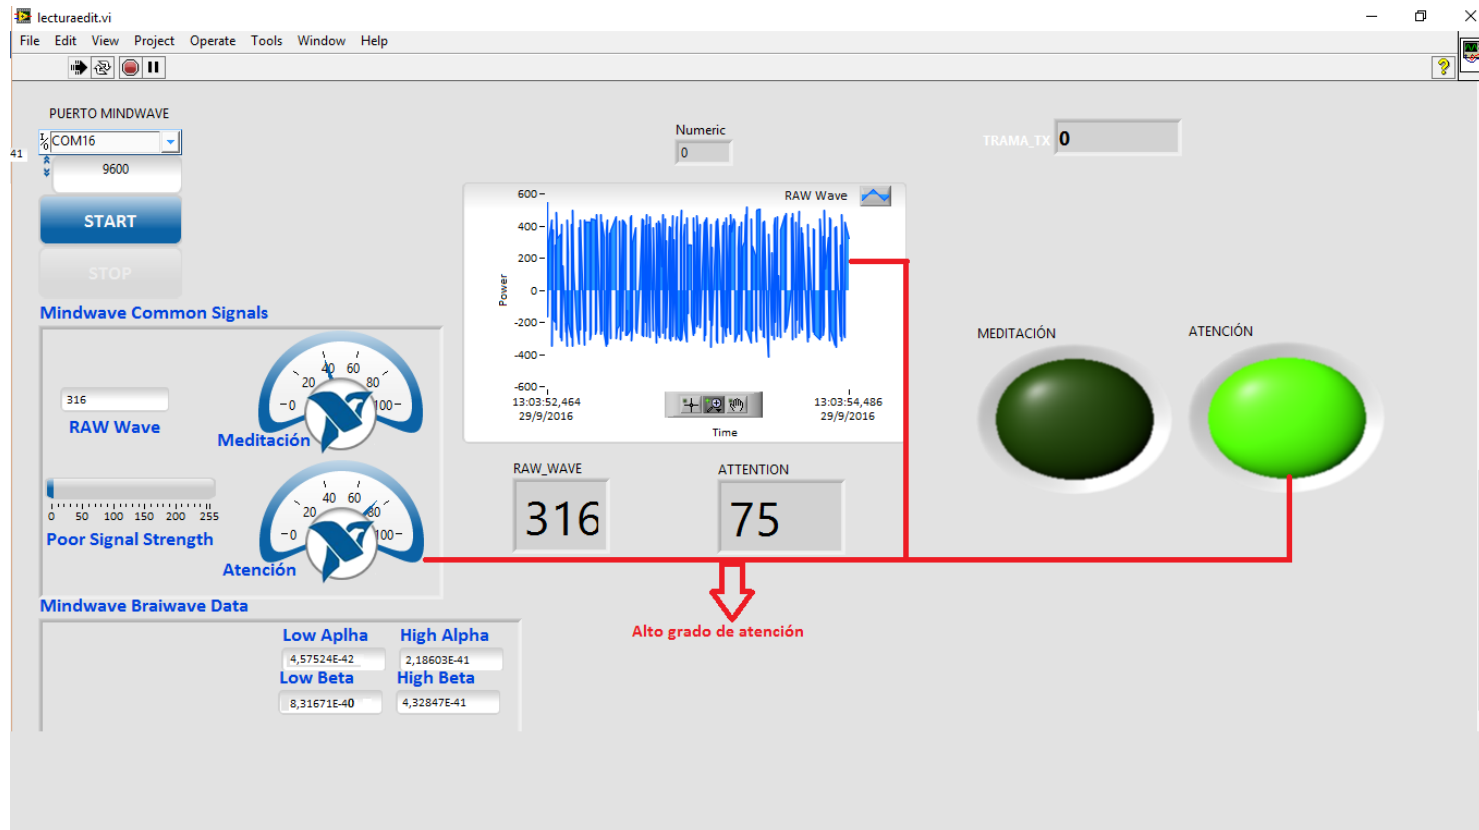 lecturaedit.vi
File Edit View Project Operate Tools Window Help
PUERTO MINDWAVE
COM16
41
9600
START
STOP
Mindwave Common Signals
316
RAW Wave
0 20 40 60 80 100
Meditación
0 50 100 150 200 255
Poor Signal Strength
0 20 40 60 80 100
Atención
Mindwave Braiwave Data
Low Aplha High Alpha
4,57524E-42 2,18603E-41
Low Beta High Beta
8,31671E-40 4,32847E-41
Numeric
0
RAW Wave
600
400
200
0
-200
-400
-600
Power
13:03:52,464 13:03:54,486
29/9/2016 29/9/2016
Time
RAW_WAVE ATTENTION
316 75
Alto grado de atención
TRAMA_TX 0
MEDITACIÓN ATENCIÓN